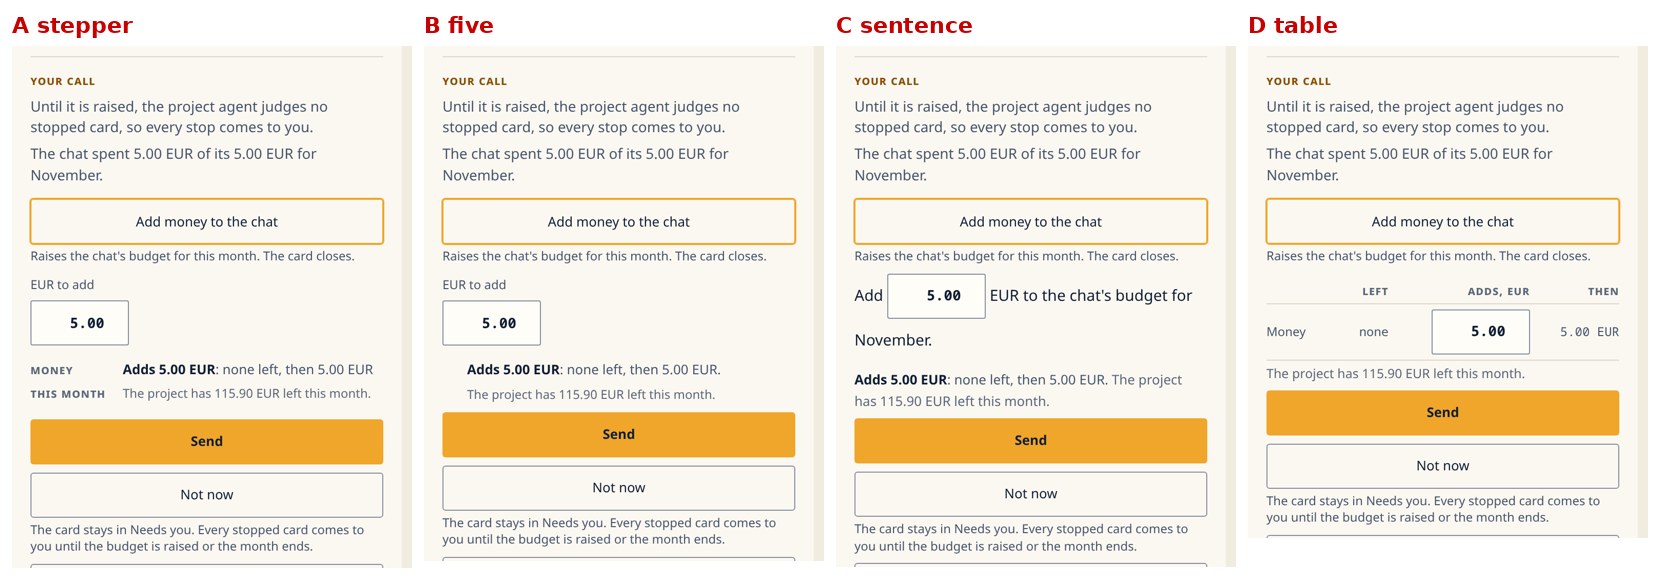 A stepper
YOUR CALL
Until it is raised, the project agent judges no
stopped card, so every stop comes to you.
The chat spent 5.00 EUR of its 5.00 EUR for
November.
Add money to the chat
Raises the chat's budget for this month. The card closes.
EUR to add
5.00
MONEY Adds 5.00 EUR: none left, then 5.00 EUR
THIS MONTH The project has 115.90 EUR left this month.
Send
Not now
The card stays in Needs you. Every stopped card comes to
you until the budget is raised or the month ends.
B five
YOUR CALL
Until it is raised, the project agent judges no
stopped card, so every stop comes to you.
The chat spent 5.00 EUR of its 5.00 EUR for
November.
Add money to the chat
Raises the chat's budget for this month. The card closes.
EUR to add
5.00
Adds 5.00 EUR: none left, then 5.00 EUR.
The project has 115.90 EUR left this month.
Send
Not now
The card stays in Needs you. Every stopped card comes to
you until the budget is raised or the month ends.
C sentence
YOUR CALL
Until it is raised, the project agent judges no
stopped card, so every stop comes to you.
The chat spent 5.00 EUR of its 5.00 EUR for
November.
Add money to the chat
Raises the chat's budget for this month. The card closes.
Add 5.00 EUR to the chat's budget for
November.
Adds 5.00 EUR: none left, then 5.00 EUR. The project
has 115.90 EUR left this month.
Send
Not now
The card stays in Needs you. Every stopped card comes to
you until the budget is raised or the month ends.
D table
YOUR CALL
Until it is raised, the project agent judges no
stopped card, so every stop comes to you.
The chat spent 5.00 EUR of its 5.00 EUR for
November.
Add money to the chat
Raises the chat's budget for this month. The card closes.
LEFT ADDS, EUR THEN
Money none 5.00 5.00 EUR
The project has 115.90 EUR left this month.
Send
Not now
The card stays in Needs you. Every stopped card comes to
you until the budget is raised or the month ends.